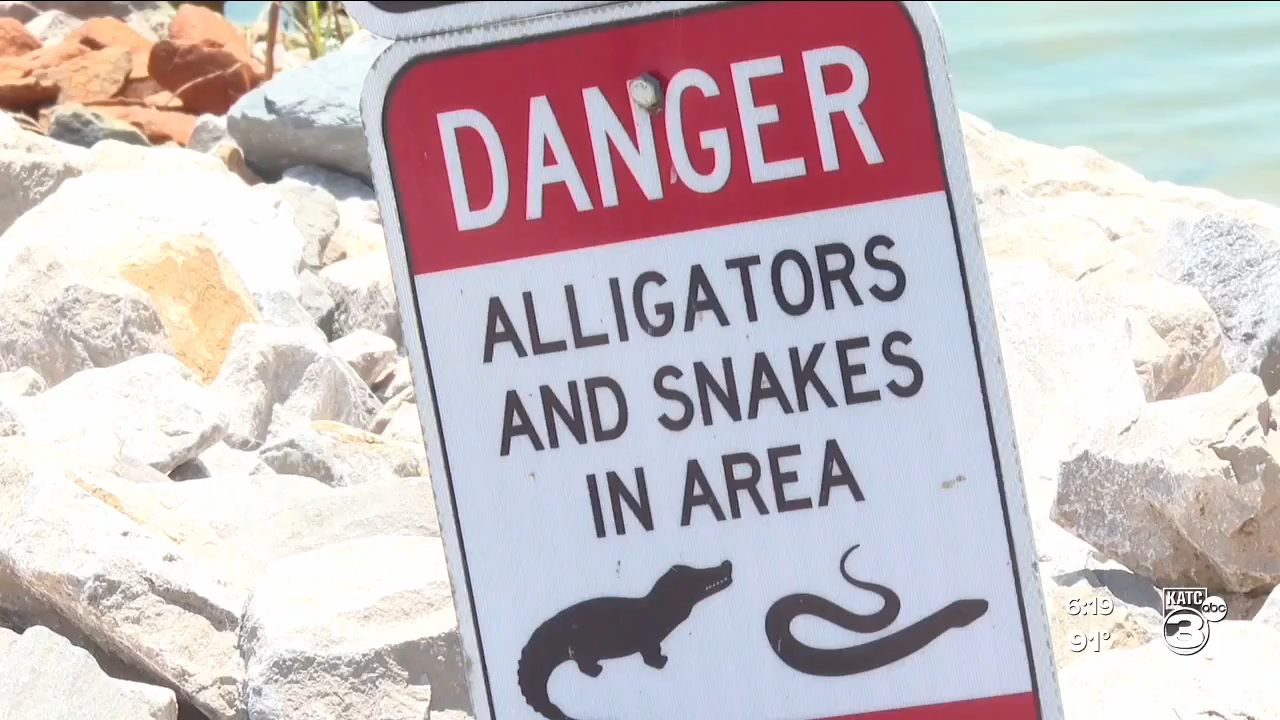 DANGER
ALLIGATORS
AND SNAKES
IN AREA
6:19
91°
KATC
abc
3